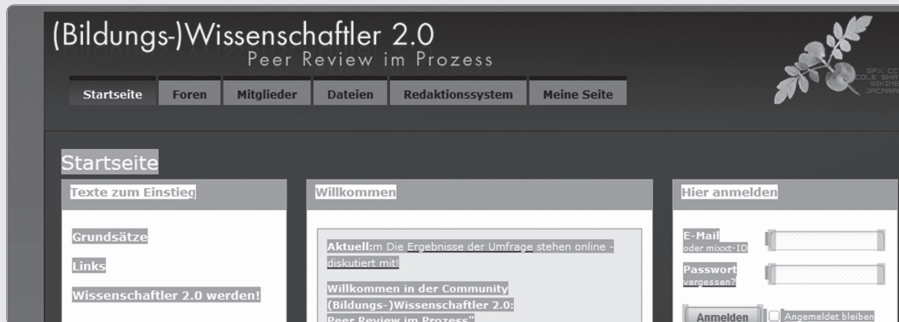 (Bildungs-)Wissenschaftler 2.0
Peer Review im Prozess
Startseite Foren Mitglieder Dateien Redaktionssystem Meine Seite
Startseite
Texte zum Einstieg
Grundsätze
Links
Wissenschaftler 2.0 werden!
Willkommen
Aktuell:m Die Ergebnisse der Umfrage stehen online -
diskutiert mit!
Willkommen in der Community
(Bildungs-)Wissenschaftler 2.0:
Peer Review im Prozess"
Hier anmelden
E-Mail
oder mixxt-ID
Passwort
vergessen?
Anmelden Angemeldet bleiben